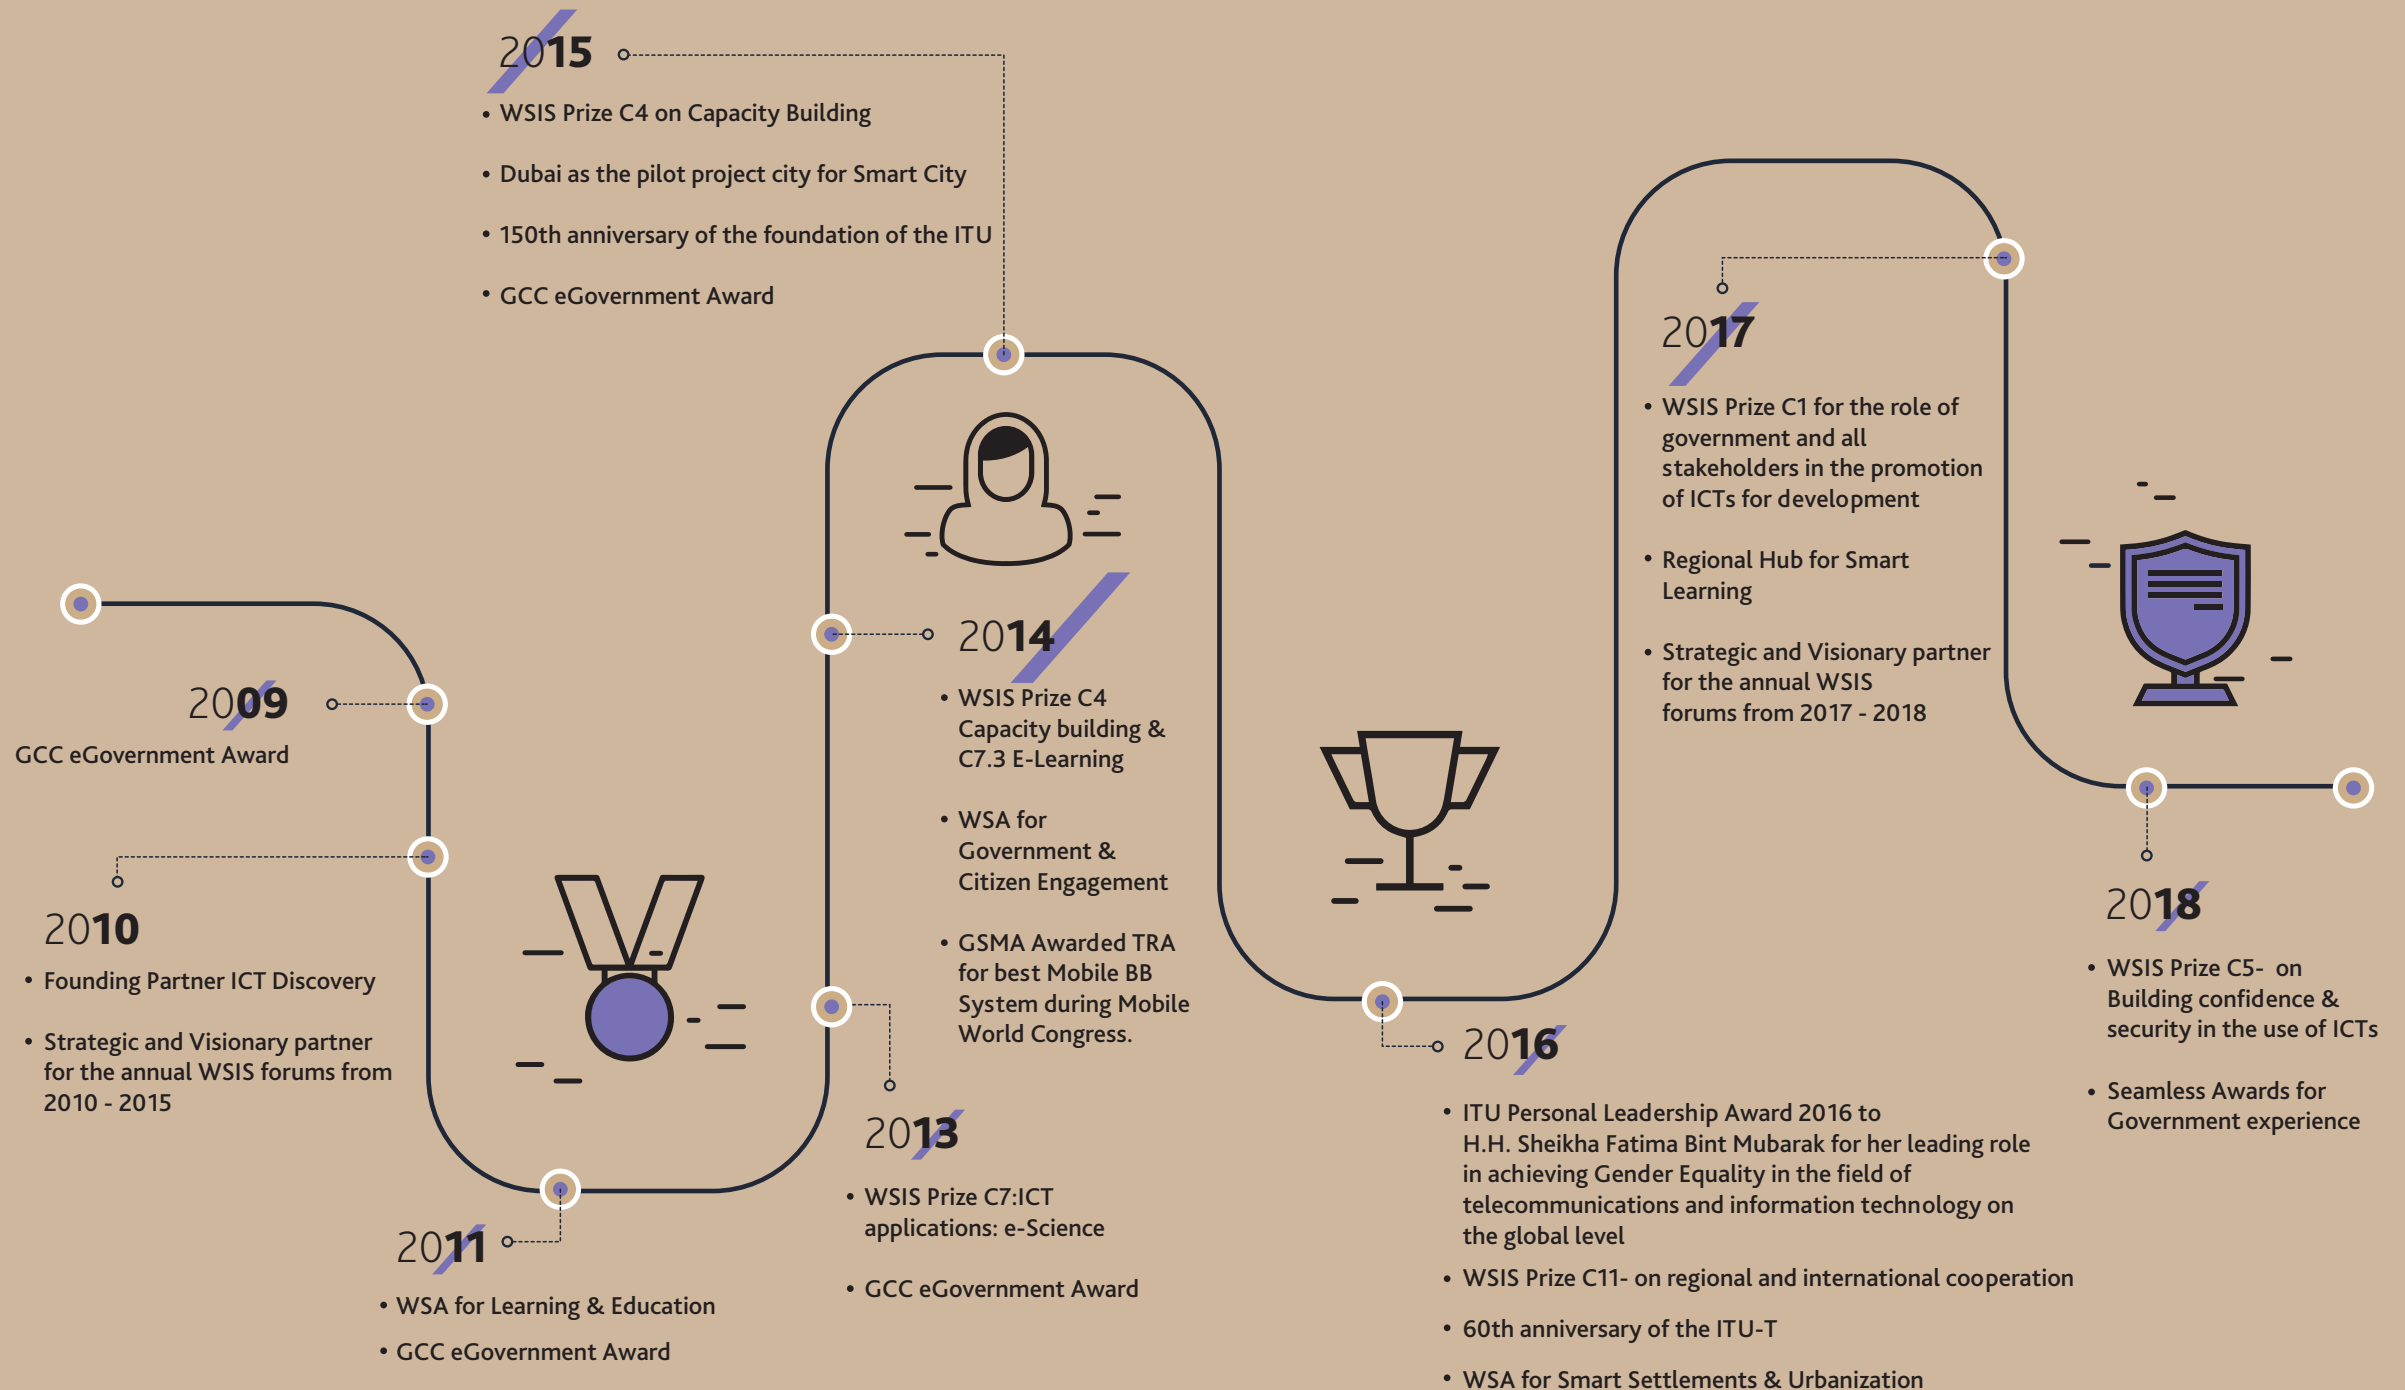 2009
GCC eGovernment Award
2010
• Founding Partner ICT Discovery
• Strategic and Visionary partner
for the annual WSIS forums from
2010 - 2015
2011
• WSA for Learning & Education
• GCC eGovernment Award
2013
• WSIS Prize C7:ICT
applications: e-Science
• GCC eGovernment Award
2014
• WSIS Prize C4
Capacity building &
C7.3 E-Learning
• WSA for
Government &
Citizen Engagement
• GSMA Awarded TRA
for best Mobile BB
System during Mobile
World Congress.
2015
• WSIS Prize C4 on Capacity Building
• Dubai as the pilot project city for Smart City
• 150th anniversary of the foundation of the ITU
• GCC eGovernment Award
2016
• ITU Personal Leadership Award 2016 to
H.H. Sheikha Fatima Bint Mubarak for her leading role
in achieving Gender Equality in the field of
telecommunications and information technology on
the global level
• WSIS Prize C11- on regional and international cooperation
• 60th anniversary of the ITU-T
• WSA for Smart Settlements & Urbanization
2017
• WSIS Prize C1 for the role of
government and all
stakeholders in the promotion
of ICTs for development
• Regional Hub for Smart
Learning
• Strategic and Visionary partner
for the annual WSIS
forums from 2017 - 2018
2018
• WSIS Prize C5- on
Building confidence &
security in the use of ICTs
• Seamless Awards for
Government experience